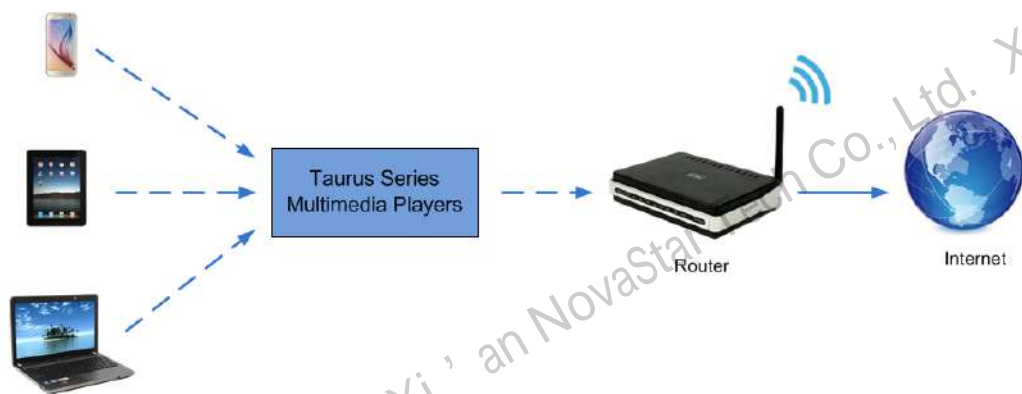 Taurus Series
Multimedia Players
Router
Internet
Xi ’ an NovaStar Tech Co., Ltd. X